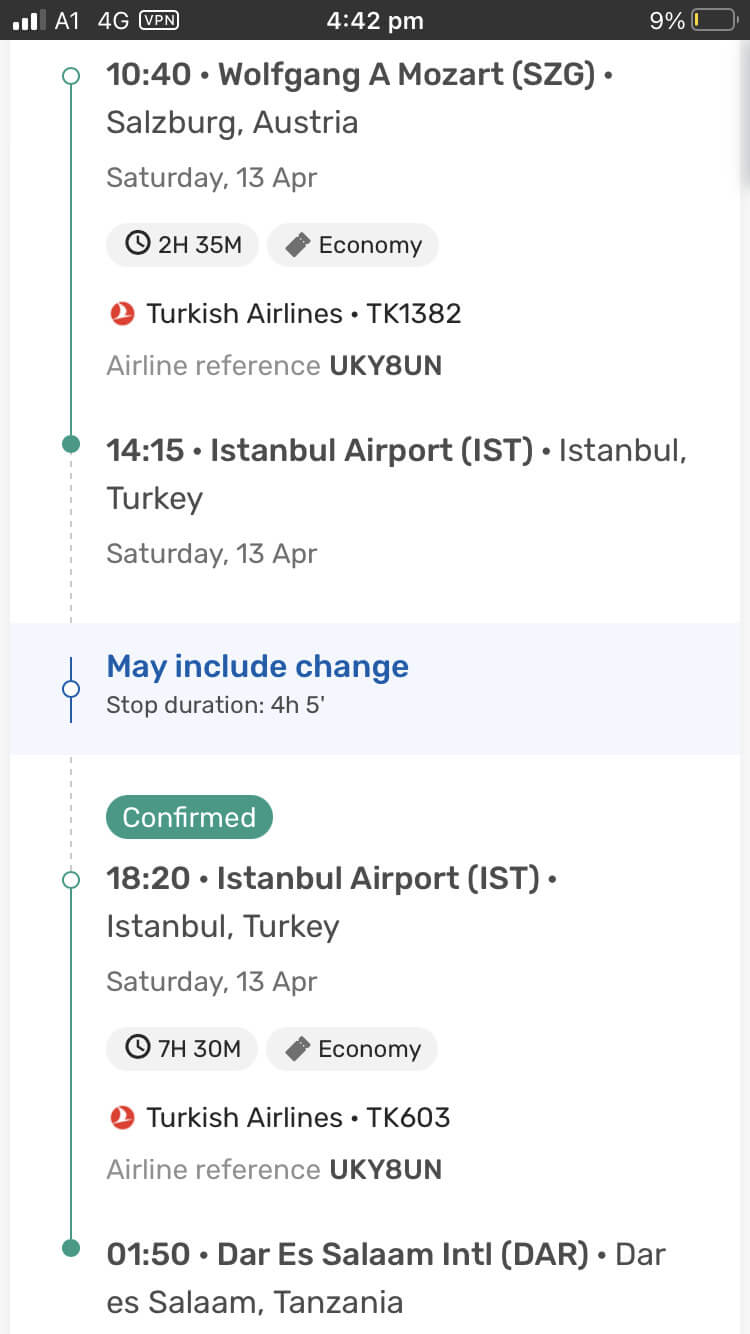 A1 4G VPN 4:42 pm 9%
10:40 • Wolfgang A Mozart (SZG) •
Salzburg, Austria
Saturday, 13 Apr
2H 35M Economy
Turkish Airlines • TK1382
Airline reference UKY8UN
14:15 • Istanbul Airport (IST) • Istanbul,
Turkey
Saturday, 13 Apr
May include change
Stop duration: 4h 5'
Confirmed
18:20 • Istanbul Airport (IST) •
Istanbul, Turkey
Saturday, 13 Apr
7H 30M Economy
Turkish Airlines • TK603
Airline reference UKY8UN
01:50 • Dar Es Salaam Intl (DAR) • Dar
es Salaam, Tanzania